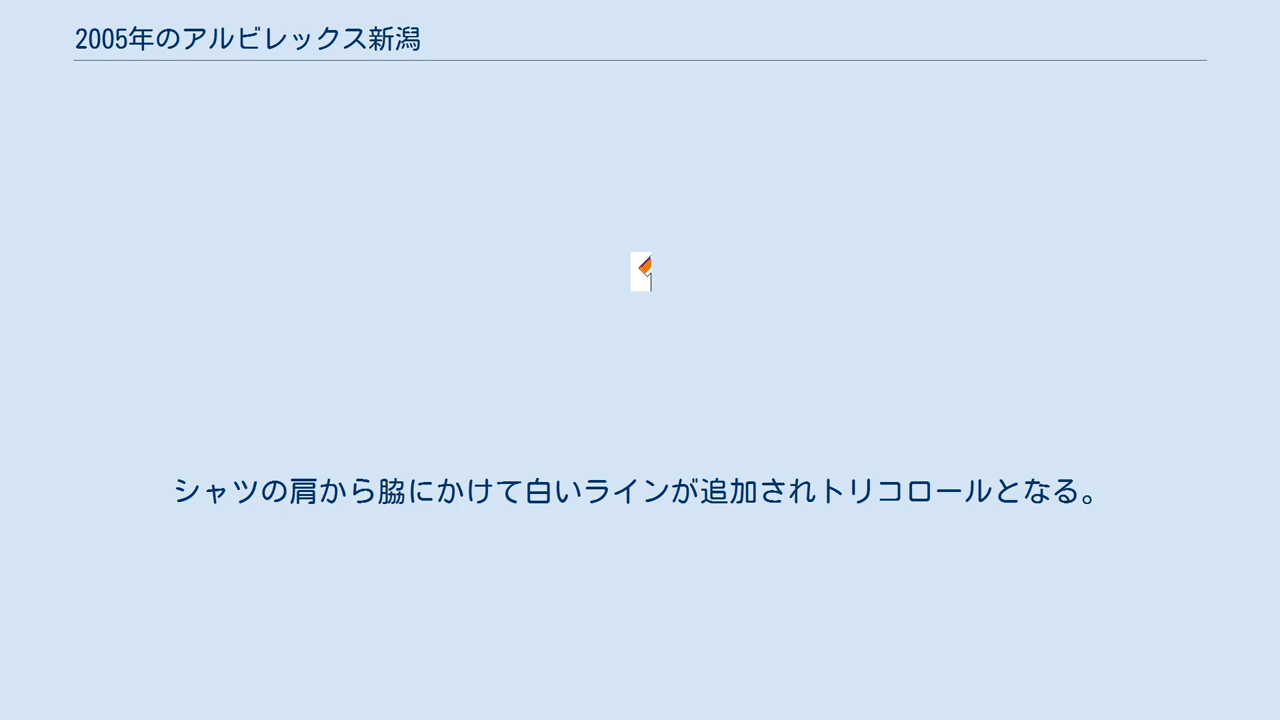 2005年のアルビレックス新潟
シャツの肩から脇にかけて白いラインが追加されトリコロールとなる。